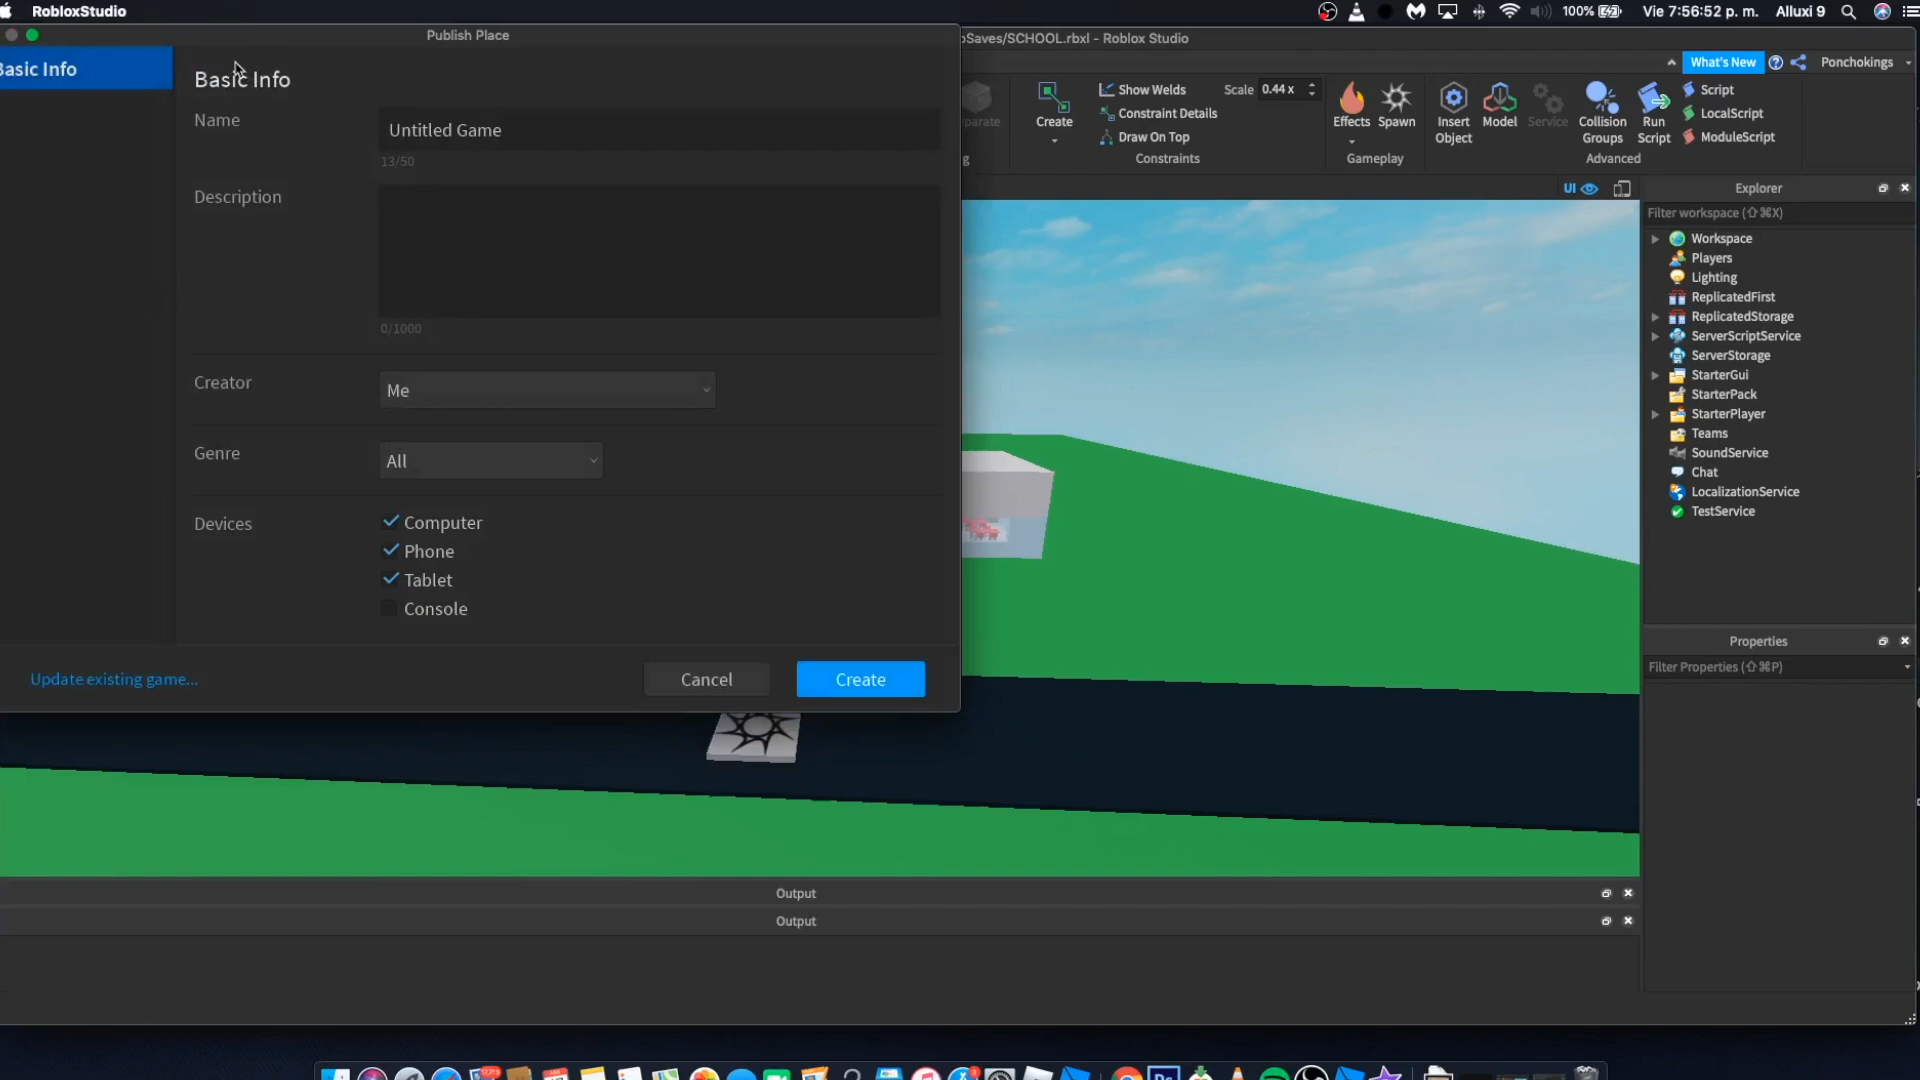 RobloxStudio
100%
Vie 7:56:52 p. m.
Alluxi 9
Publish Place
Saves/SCHOOL.rbxl - Roblox Studio
Basic Info
Basic Info
What's New
Ponchokings
Name
Untitled Game
13/50
Description
0/1000
Creator
Me
Genre
All
Devices
Computer
Phone
Tablet
Console
Update existing game...
Cancel
Create
Create
Show Welds
Constraint Details
Draw On Top
Constraints
Scale
0.44 x
Effects
Spawn
Gameplay
Insert Object
Model
Service
Collision Groups
Run Script
Script
LocalScript
ModuleScript
Advanced
UI
Explorer
Filter workspace (⇧⌘X)
Workspace
Players
Lighting
ReplicatedFirst
ReplicatedStorage
ServerScriptService
ServerStorage
StarterGui
StarterPack
StarterPlayer
Teams
SoundService
Chat
LocalizationService
TestService
Properties
Filter Properties (⇧⌘P)
Output
Output